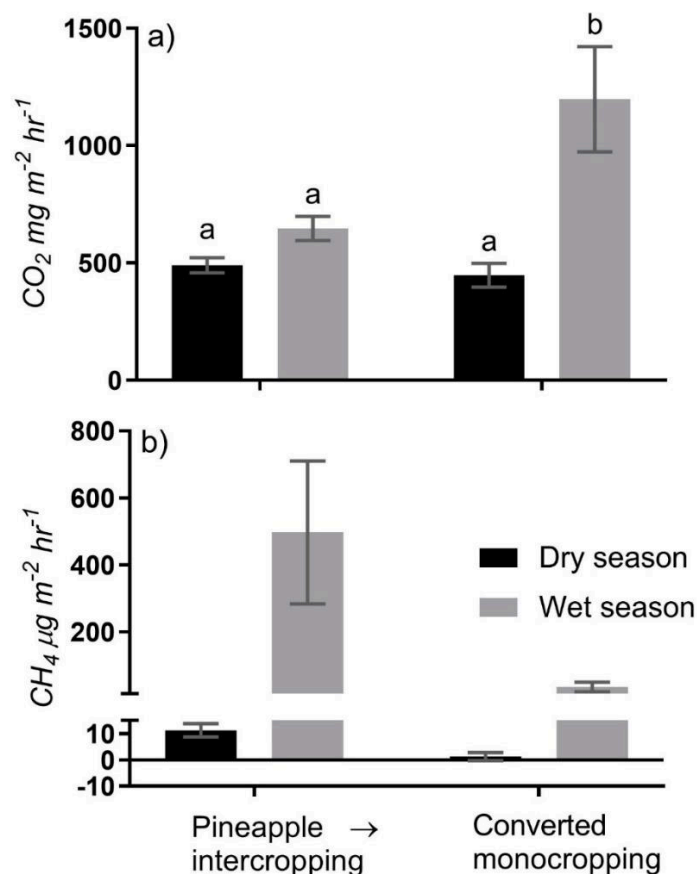 a)
CO₂ mg m⁻² hr⁻¹
1500
1000
500
0
a
a
a
b
b)
CH₄ µg m⁻² hr⁻¹
800
600
400
200
10
0
-10
Dry season
Wet season
Pineapple →
intercropping
Converted
monocropping